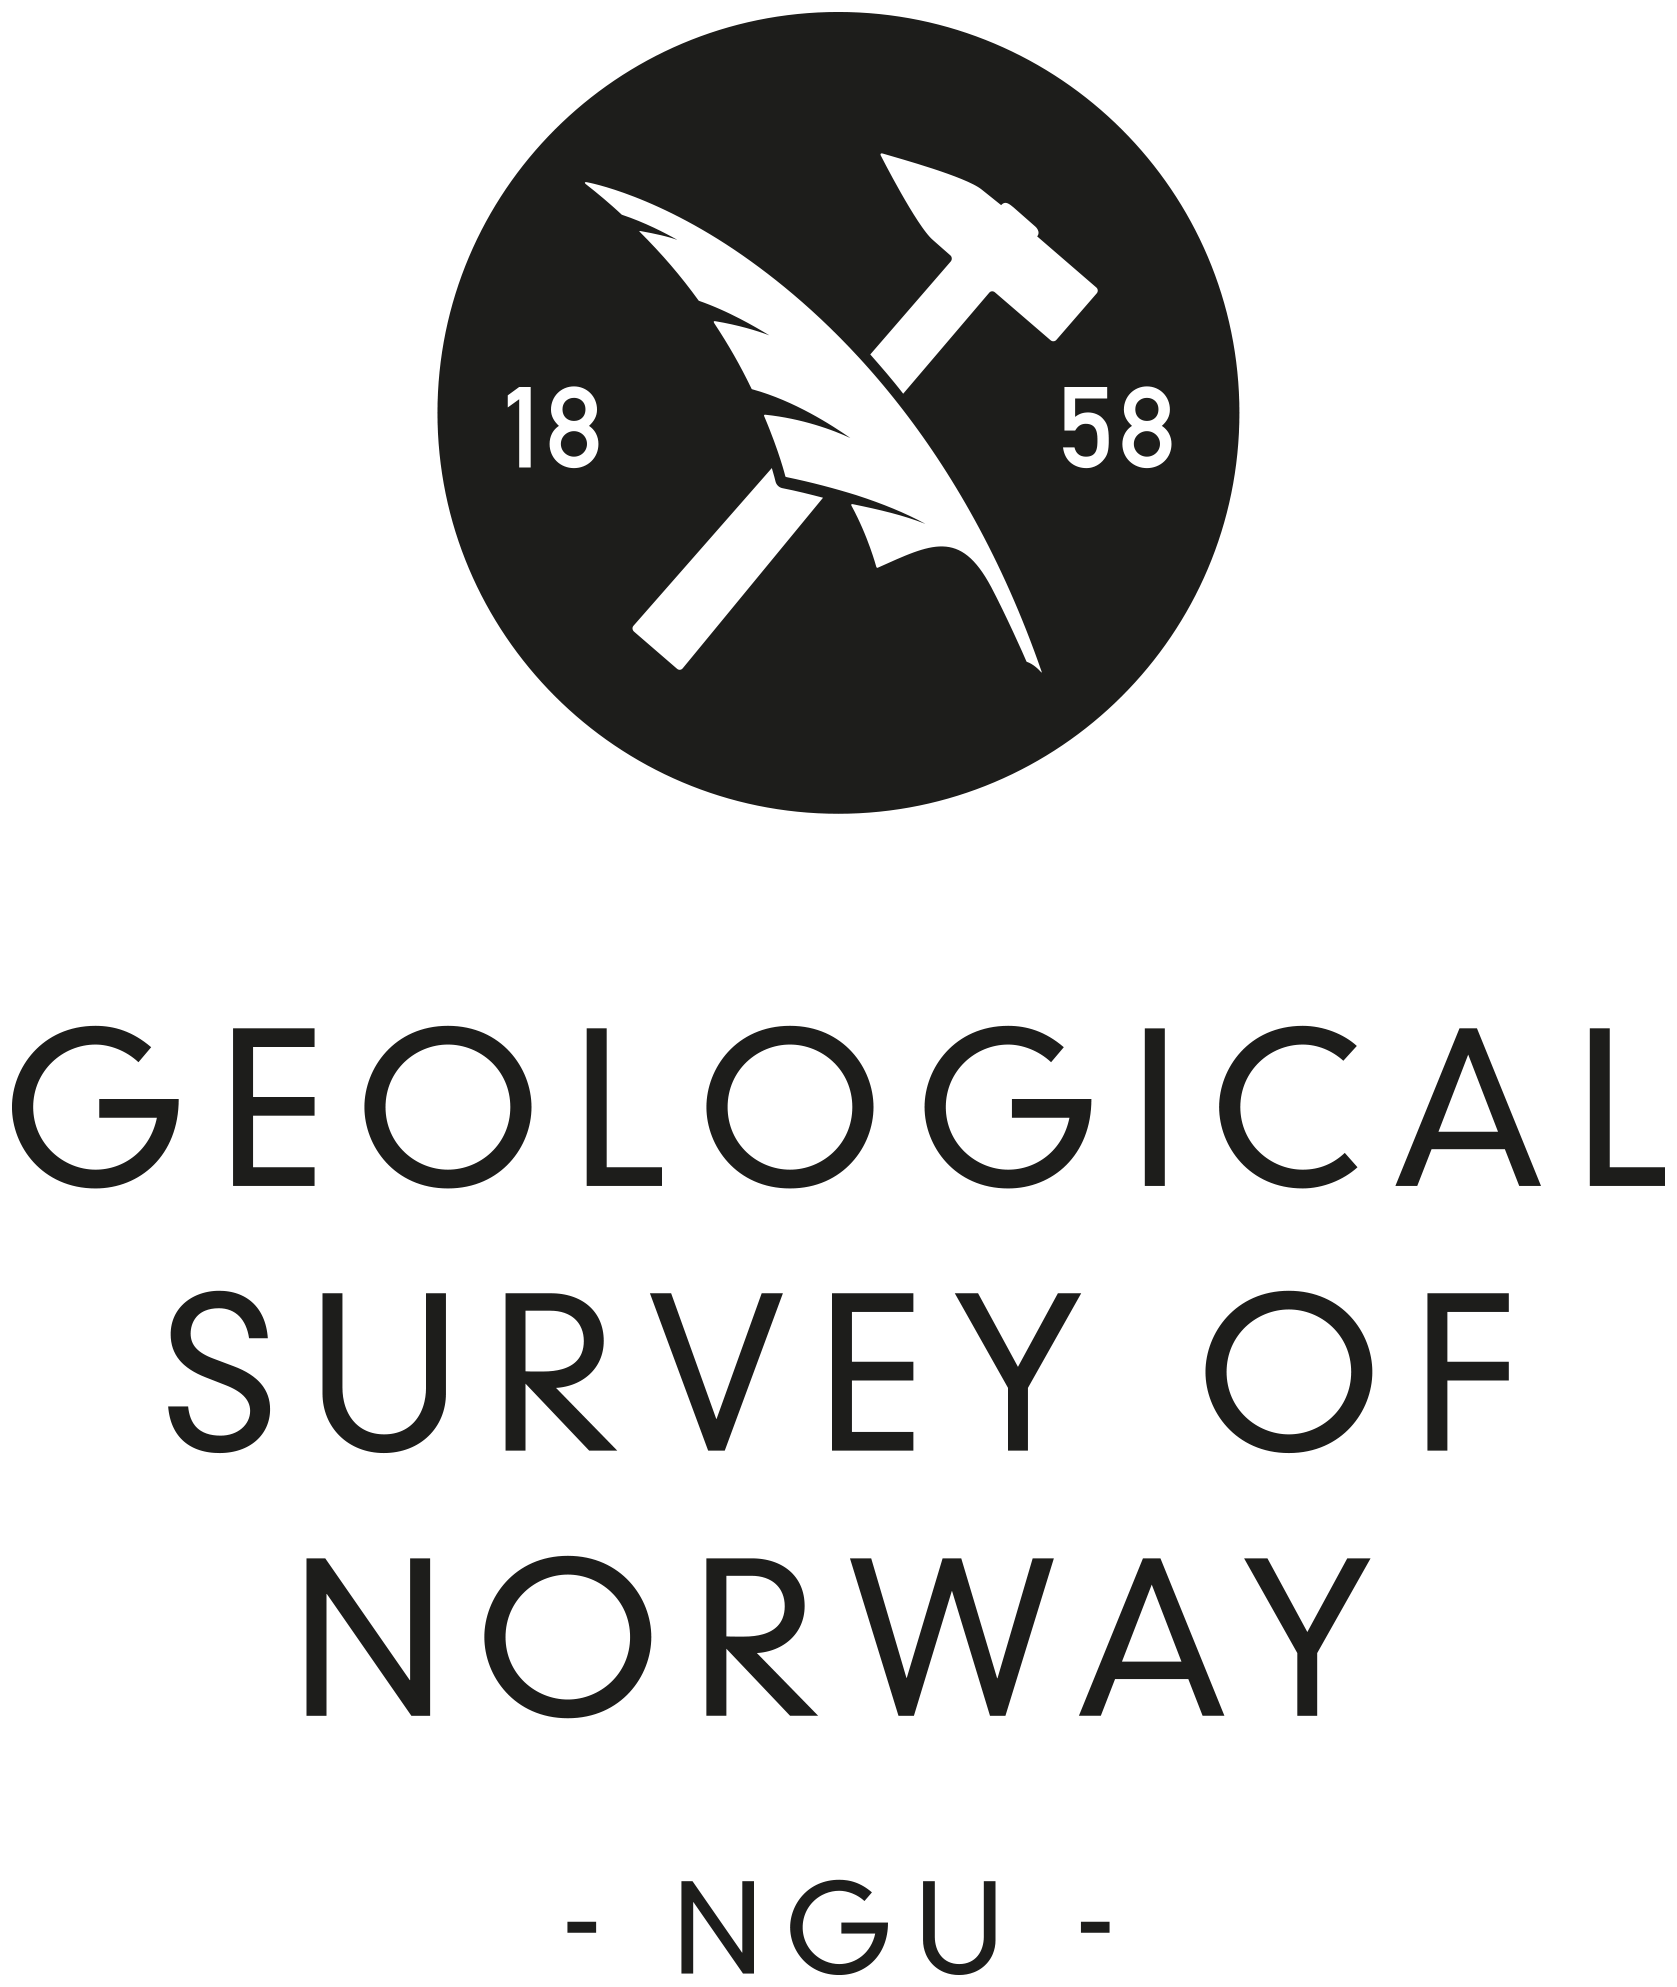 18 58
GEOLOGICAL
SURVEY OF
NORWAY
- NGU -